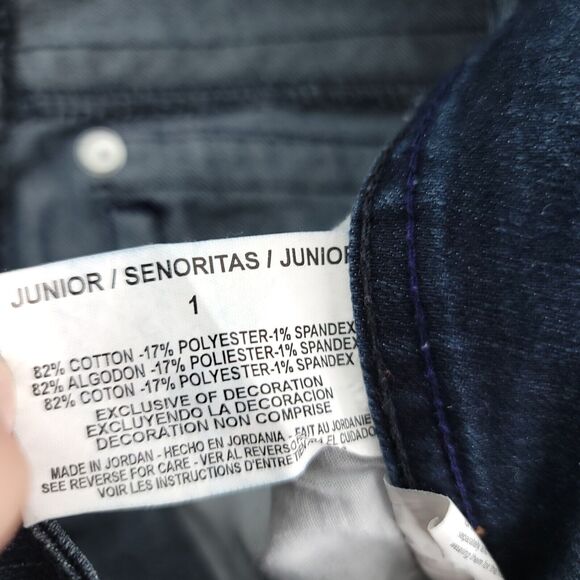 JUNIOR / SENORITAS / JUNIOR
1
82% COTTON -17% POLYESTER-1% SPANDEX
82% ALGODON -17% POLIESTER-1% SPANDEX
82% COTON -17% POLYESTER-1% SPANDEX
EXCLUSIVE OF DECORATION
EXCLUYENDO LA DECORACION
DECORATION NON COMPRISE
MADE IN JORDAN - HECHO EN JORDANIA - FAIT AU JORDANIE
SEE REVERSE FOR CARE - VER AL REVERSO EL CUIDADO
VOIR LES INSTRUCTIONS D'ENTRETIEN